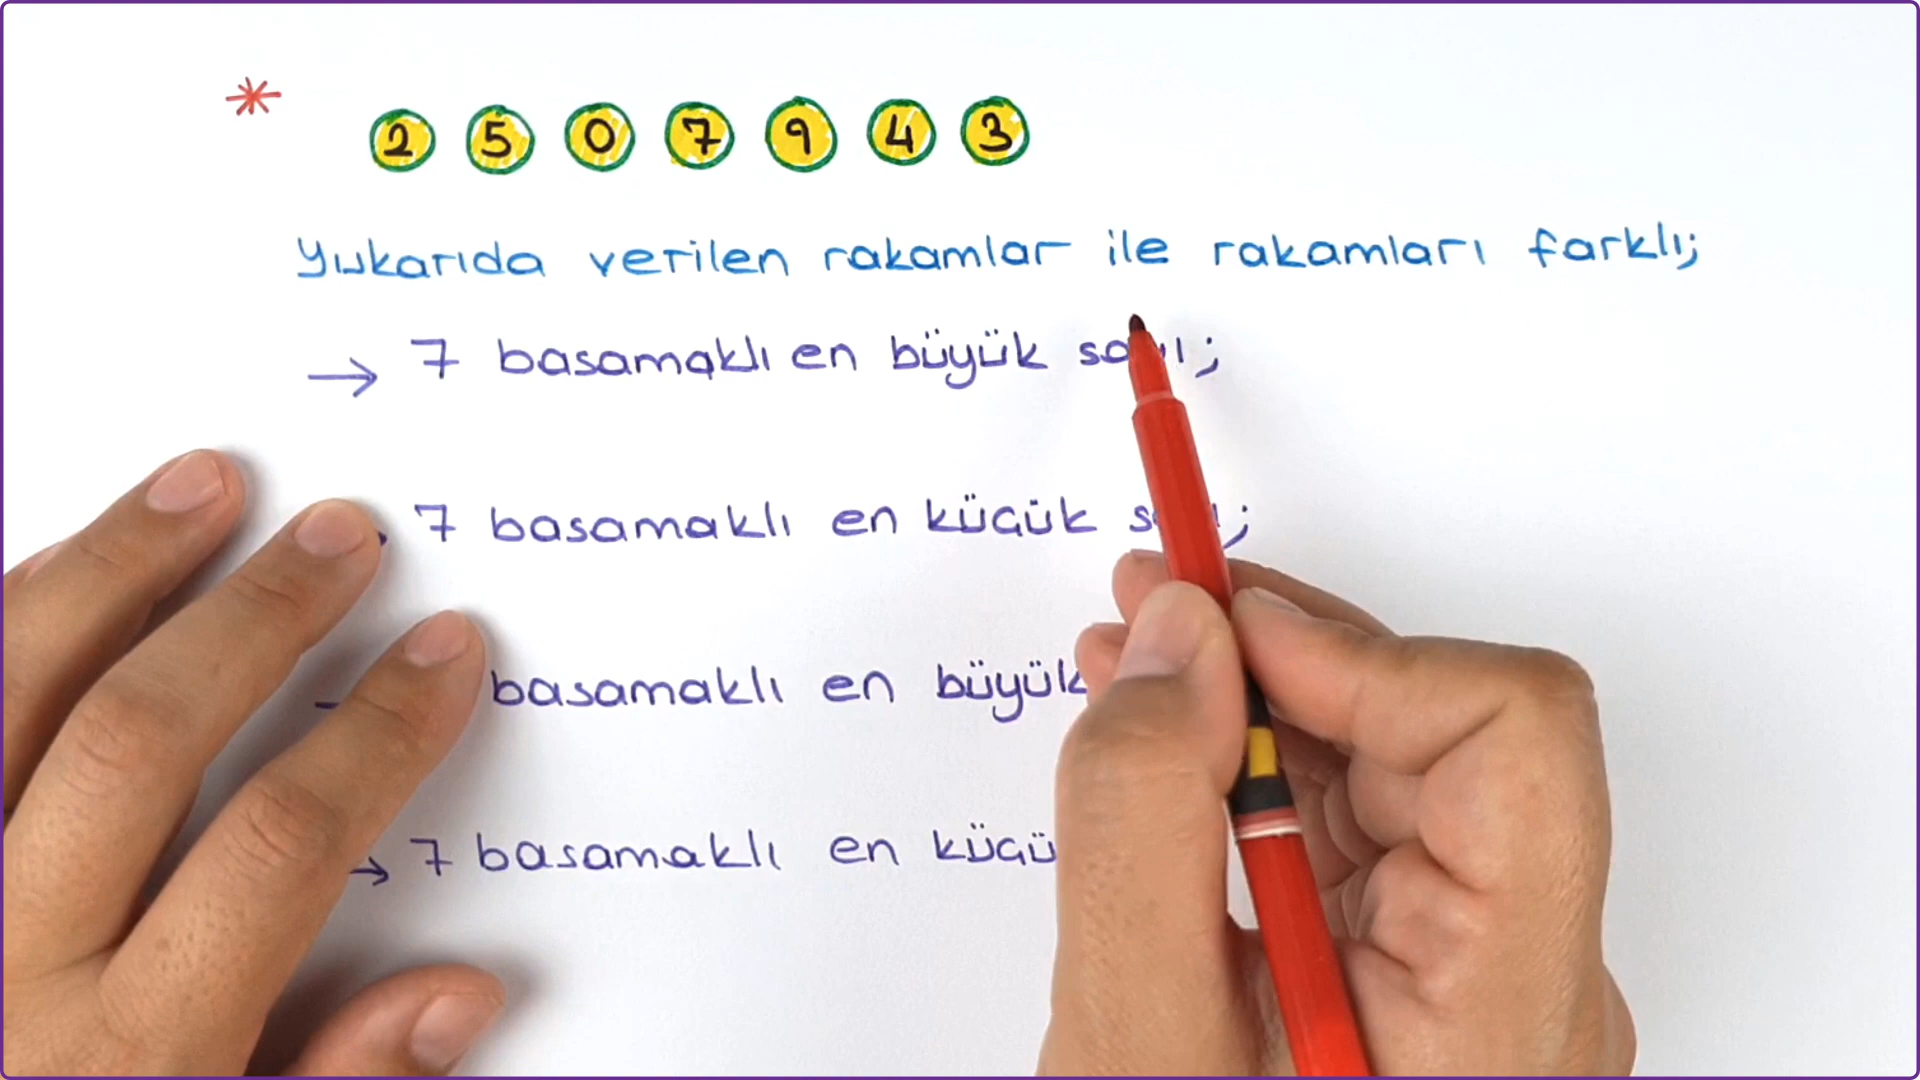 2 5 0 7 9 4 3
Yukarıda verilen rakamlar ile rakamları farklı;
→ 7 basamaklı en büyük
7 basamaklı en küçük
basamaklı en büyük
→ 7 basamaklı en